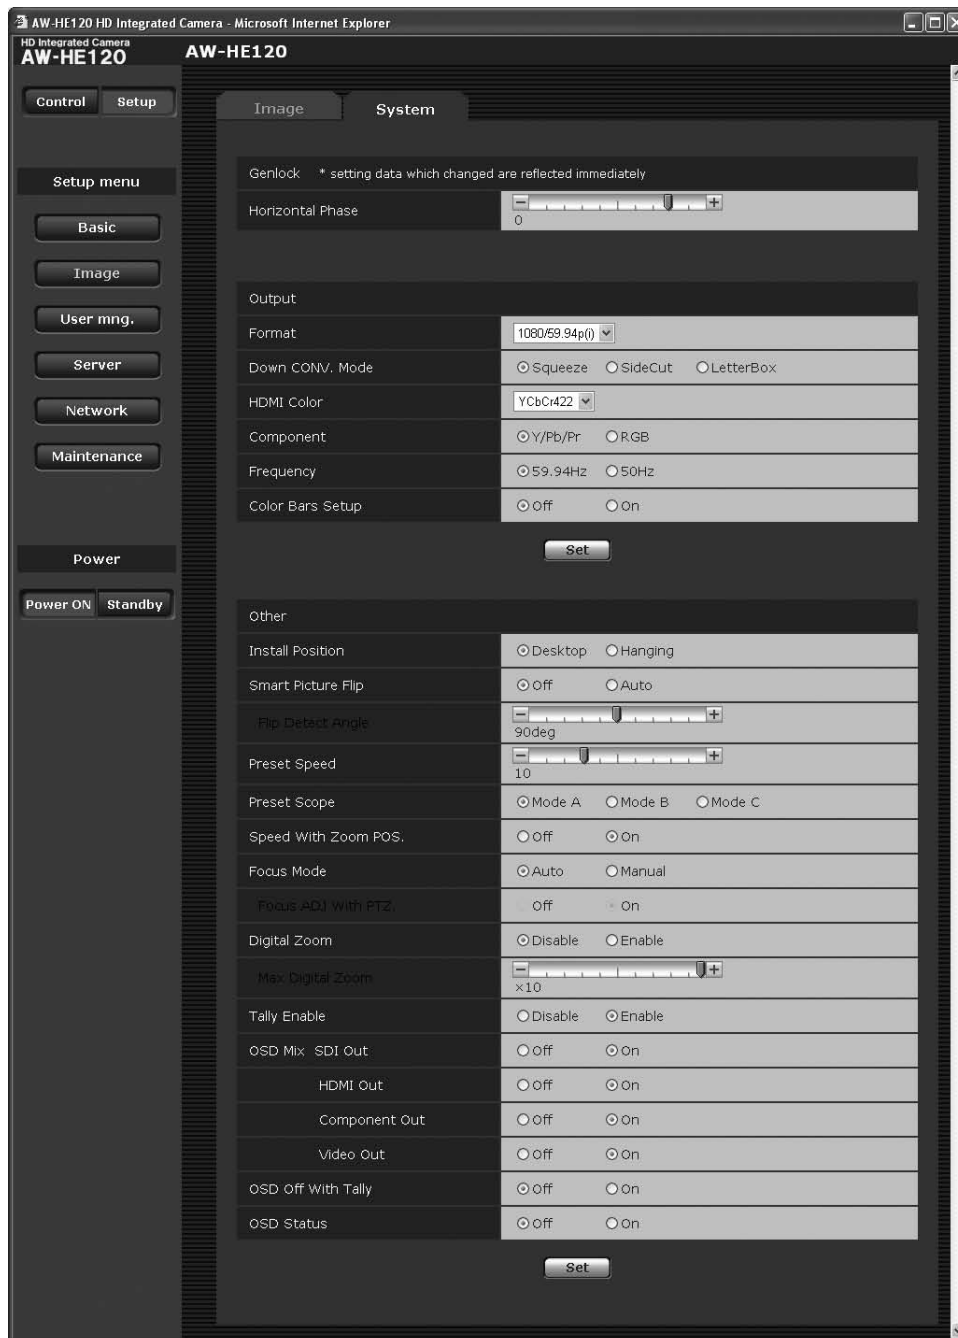 AW-HE120 HD Integrated Camera - Microsoft Internet Explorer
HD Integrated Camera
AW-HE120
AW-HE120
Control Setup
Image System
Setup menu
Basic
Image
User mng.
Server
Network
Maintenance
Power
Power ON Standby
Genlock * setting data which changed are reflected immediately
Horizontal Phase − +
0
Output
Format 1080/59.94p(i)
Down CONV. Mode Squeeze SideCut LetterBox
HDMI Color YCbCr422
Component Y/Pb/Pr RGB
Frequency 59.94Hz 50Hz
Color Bars Setup Off On
Set
Other
Install Position Desktop Hanging
Smart Picture Flip Off Auto
Flip Detect Angle − +
90deg
Preset Speed − +
10
Preset Scope Mode A Mode B Mode C
Speed With Zoom POS. Off On
Focus Mode Auto Manual
Focus ADJ With PTZ. Off On
Digital Zoom Disable Enable
Max Digital Zoom − +
×10
Tally Enable Disable Enable
OSD Mix SDI Out Off On
HDMI Out Off On
Component Out Off On
Video Out Off On
OSD Off With Tally Off On
OSD Status Off On
Set